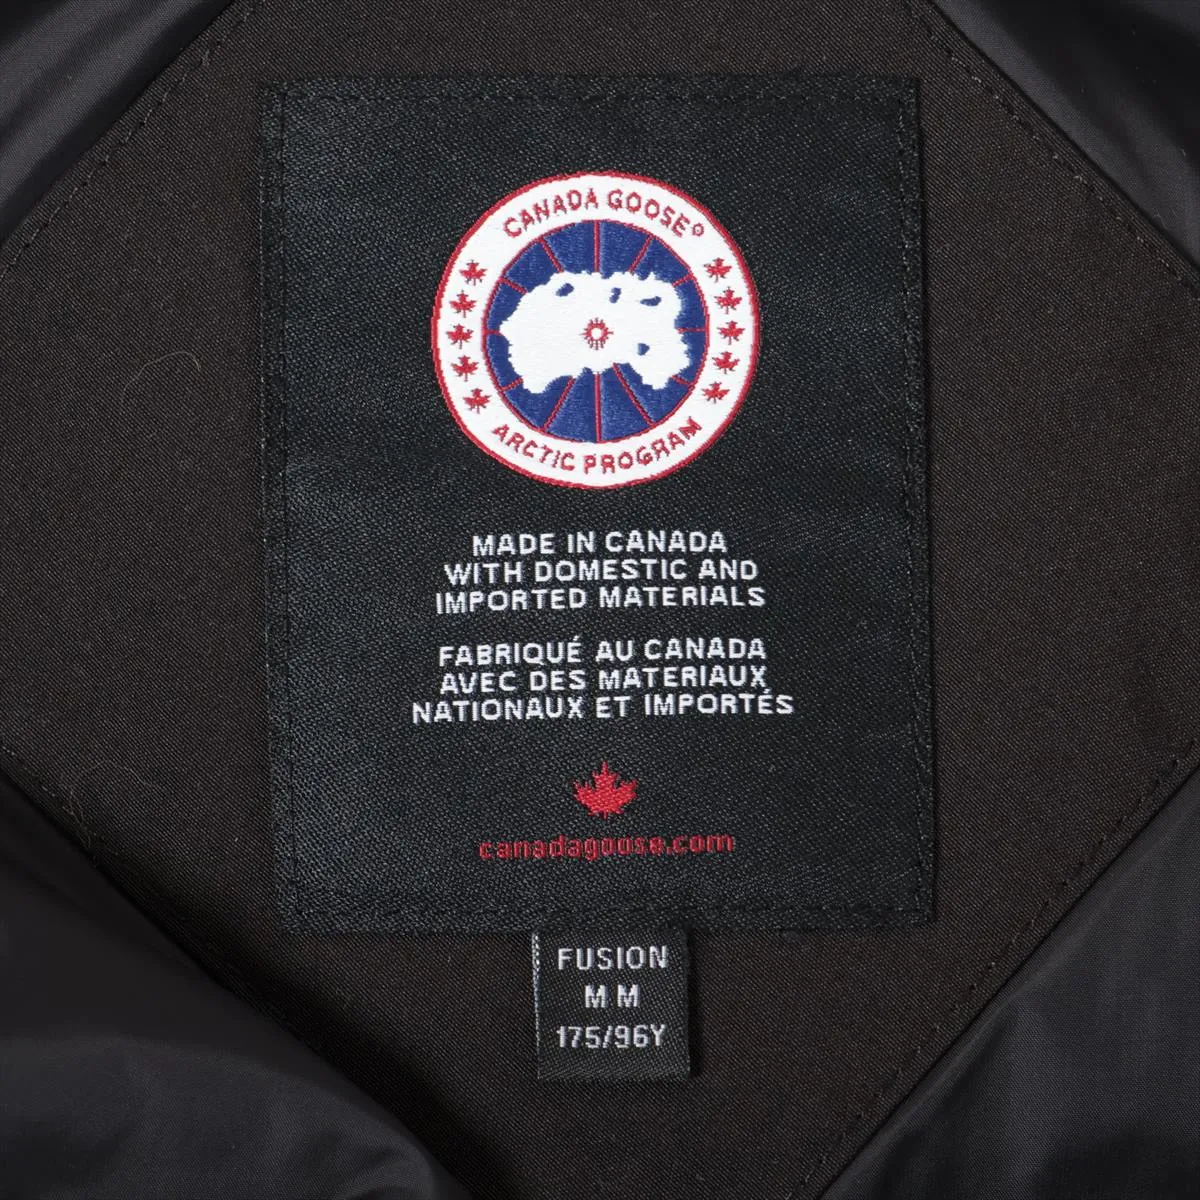 CANADA GOOSE®
ARCTIC PROGRAM
MADE IN CANADA
WITH DOMESTIC AND
IMPORTED MATERIALS
FABRIQUÉ AU CANADA
AVEC DES MATERIAUX
NATIONAUX ET IMPORTÉS
canadagoose.com
FUSION
M M
175/96Y